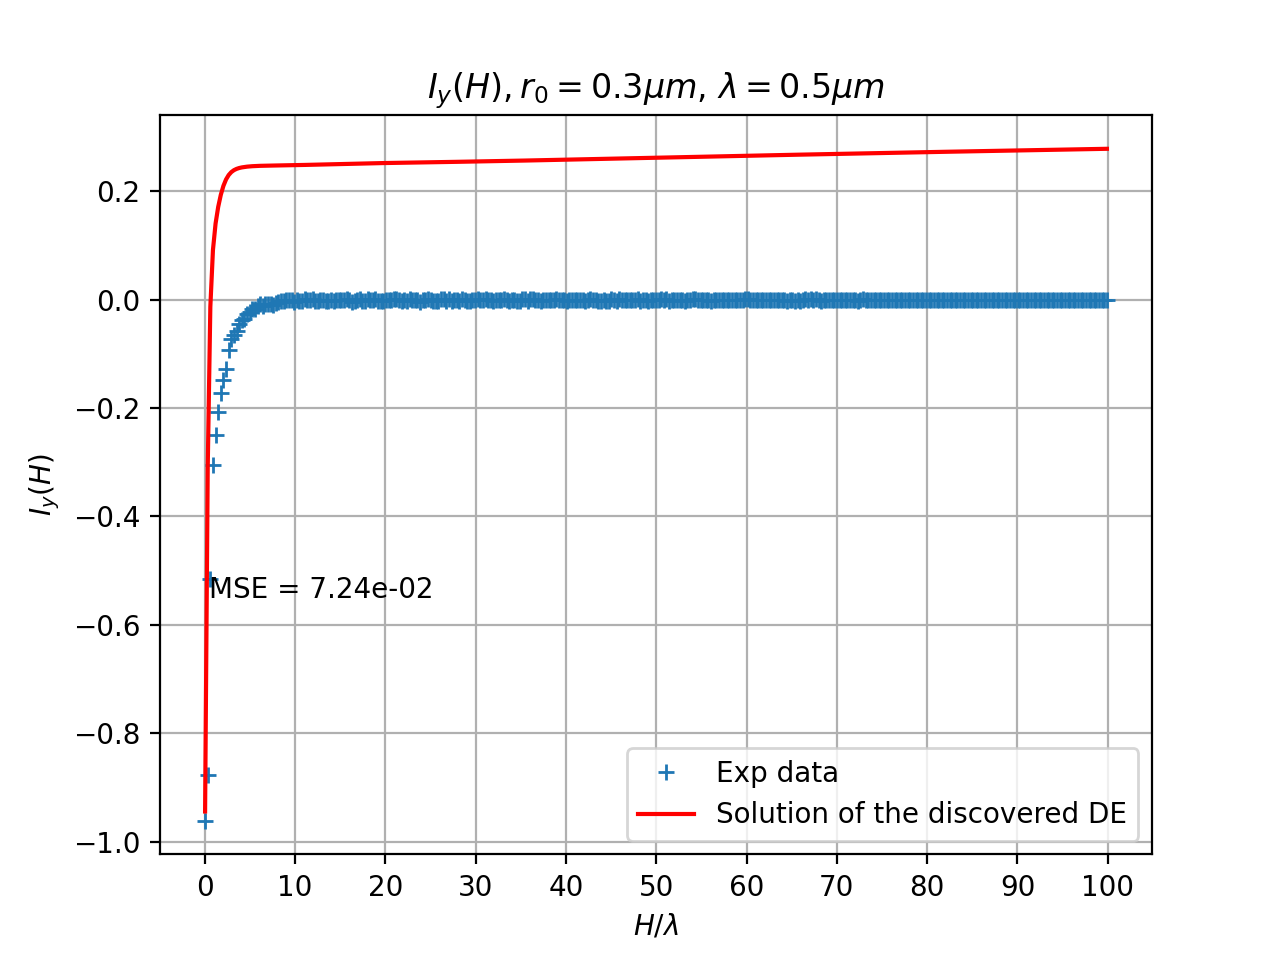 I_y(H), r_0 = 0.3μm, λ = 0.5μm
I_y(H)
0.2
0.0
−0.2
−0.4
−0.6
−0.8
−1.0
MSE = 7.24e-02
Exp data
Solution of the discovered DE
0 10 20 30 40 50 60 70 80 90 100
H/λ